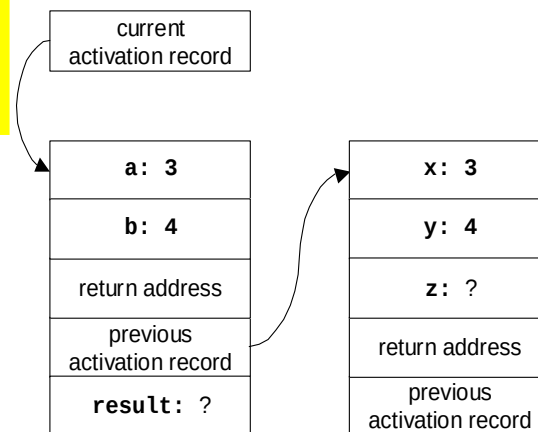 current
activation record
a: 3
b: 4
return address
previous
activation record
result: ?
x: 3
y: 4
z: ?
return address
previous
activation record